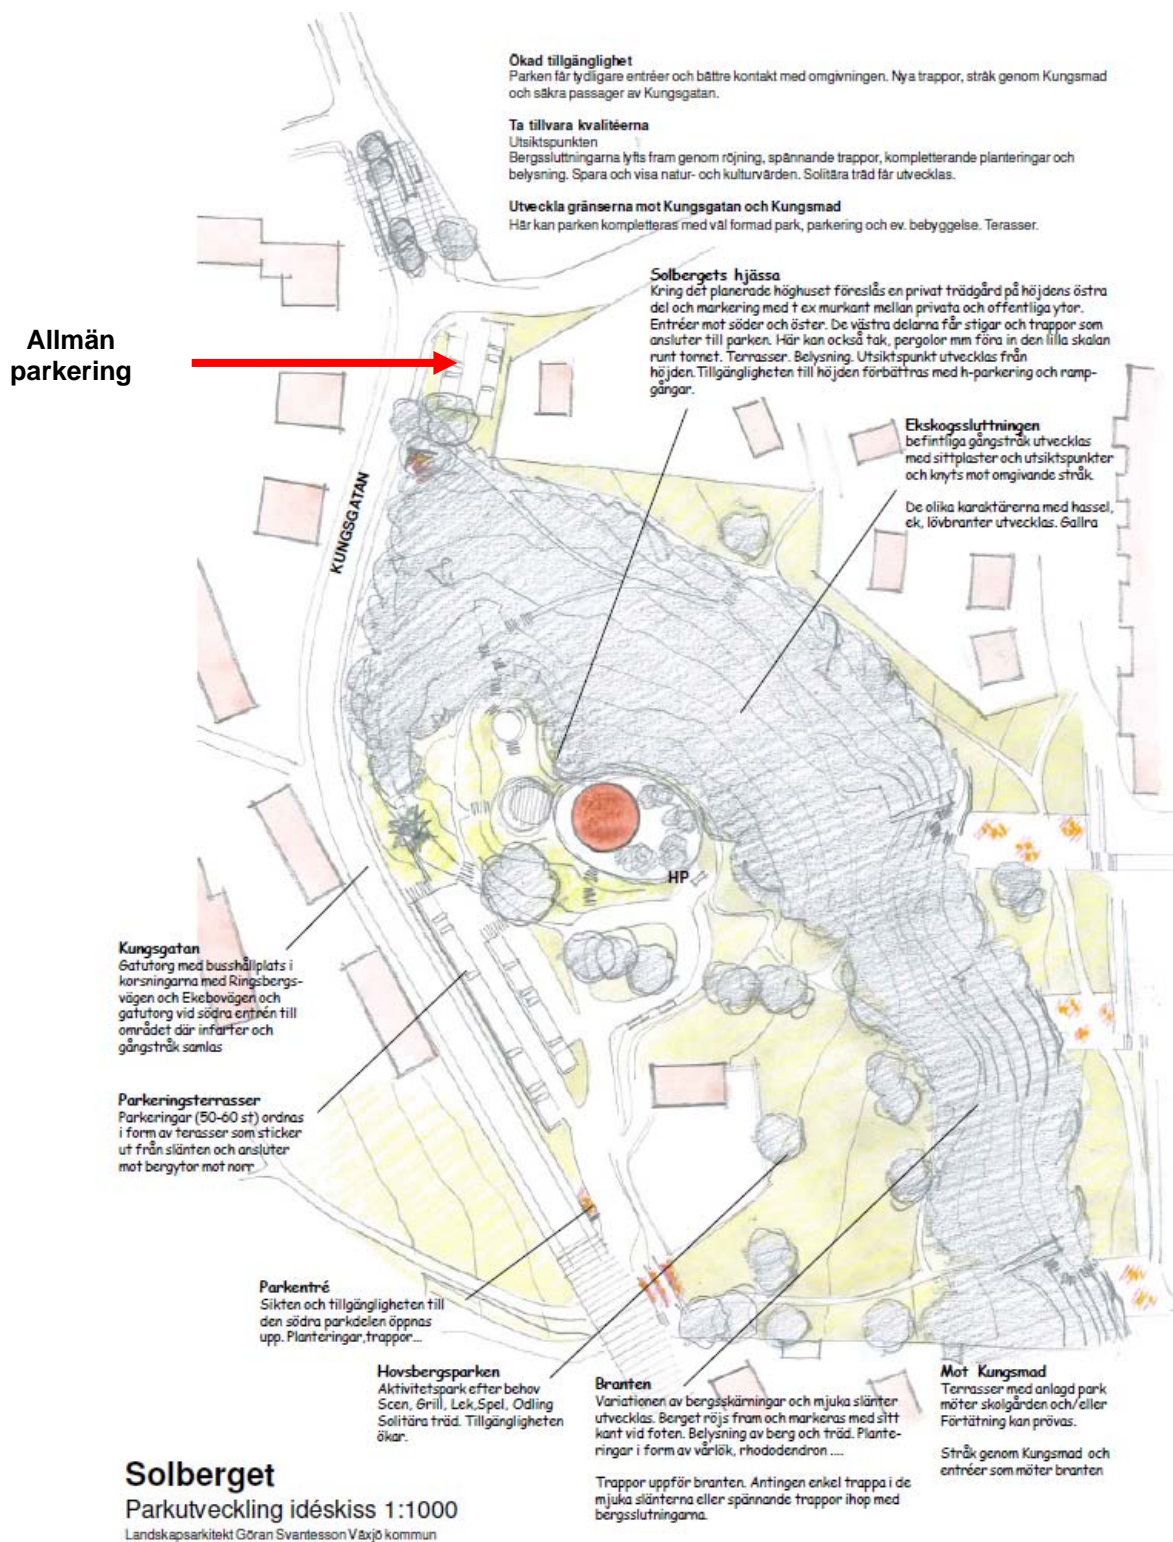 Ökad tillgänglighet
Parken får tydligare entréer och bättre kontakt med omgivningen. Nya trappor, stråk genom Kungsmad
och säkra passager av Kungsgatan.
Ta tillvara kvalitéerna
Utsiktspunkten
Bergssluttningarna lyfts fram genom röjning, spännande trappor, kompletterande planteringar och
belysning. Spara och visa natur- och kulturvärden. Solitära träd får utvecklas.
Utveckla gränserna mot Kungsgatan och Kungsmad
Här kan parken kompletteras med väl formad park, parkering och ev. bebyggelse. Terasser.
Solbergets hjässa
Kring det planerade höghuset föreslås en privat trädgård på höjdens östra
del och markering med t ex murkant mellan privata och offentliga ytor.
Entréer mot söder och öster. De västra delarna får stigar och trappor som
ansluter till parken. Här kan också tak, pergolor mm föra in den lilla skalan
runt tornet. Terrasser. Belysning. Utsiktspunkt utvecklas från
höjden.Tillgängligheten till höjden förbättras med h-parkering och ramp-
gångar.
Allmän
parkering
Ekskogssluttningen
befintliga gångstråk utvecklas
med sittplaster och utsiktspunkter
och knyts mot omgivande stråk.
De olika karaktärerna med hassel,
ek, lövbranter utvecklas. Gallra
KUNGSGATAN
HP
Kungsgatan
Gatutorg med busshållplats i
korsningarna med Ringsbergs-
vägen och Ekebovägen och
gatutorg vid södra entrén till
området där infarter och
gångstråk samlas
Parkeringsterrasser
Parkeringar (50-60 st) ordnas
i form av terasser som sticker
ut från slänten och ansluter
mot bergytor mot norr
Parkentré
Sikten och tillgängligheten till
den södra parkdelen öppnas
upp. Planteringar,trappor...
Hovsbergsparken
Aktivitetspark efter behov
Scen, Grill, Lek,Spel, Odling
Solitära träd. Tillgängligheten
ökar.
Branten
Variationen av bergsskärningar och mjuka slänter
utvecklas. Berget röjs fram och markeras med sitt
kant vid foten. Belysning av berg och träd. Plante-
ringar i form av vårlök, rhododendron ....
Trappor uppför branten. Antingen enkel trappa i de
mjuka slänterna eller spännande trappor ihop med
bergsslutningarna.
Mot Kungsmad
Terrasser med anlagd park
möter skolgården och/eller
Förtätning kan prövas.
Stråk genom Kungsmad och
entréer som möter branten
Solberget
Parkutveckling idéskiss 1:1000
Landskapsarkitekt Göran Svantesson Växjö kommun